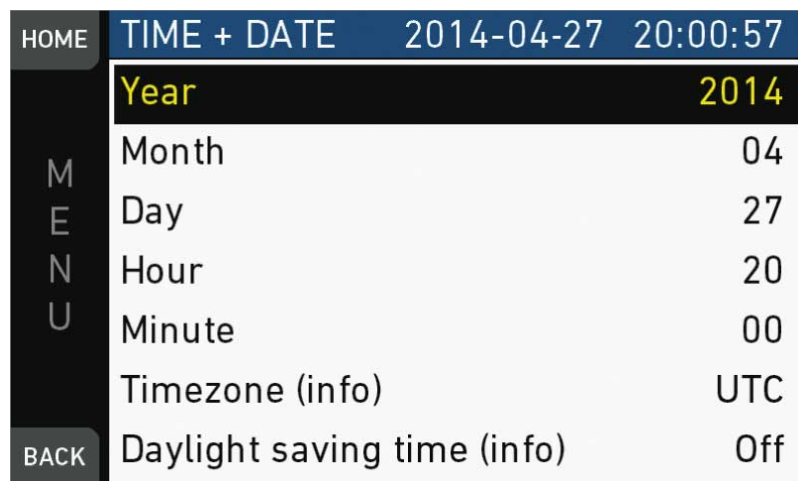 HOME TIME + DATE 2014-04-27 20:00:57
Year 2014
Month 04
Day 27
Hour 20
Minute 00
Timezone (info) UTC
Daylight saving time (info) Off
MENU
BACK